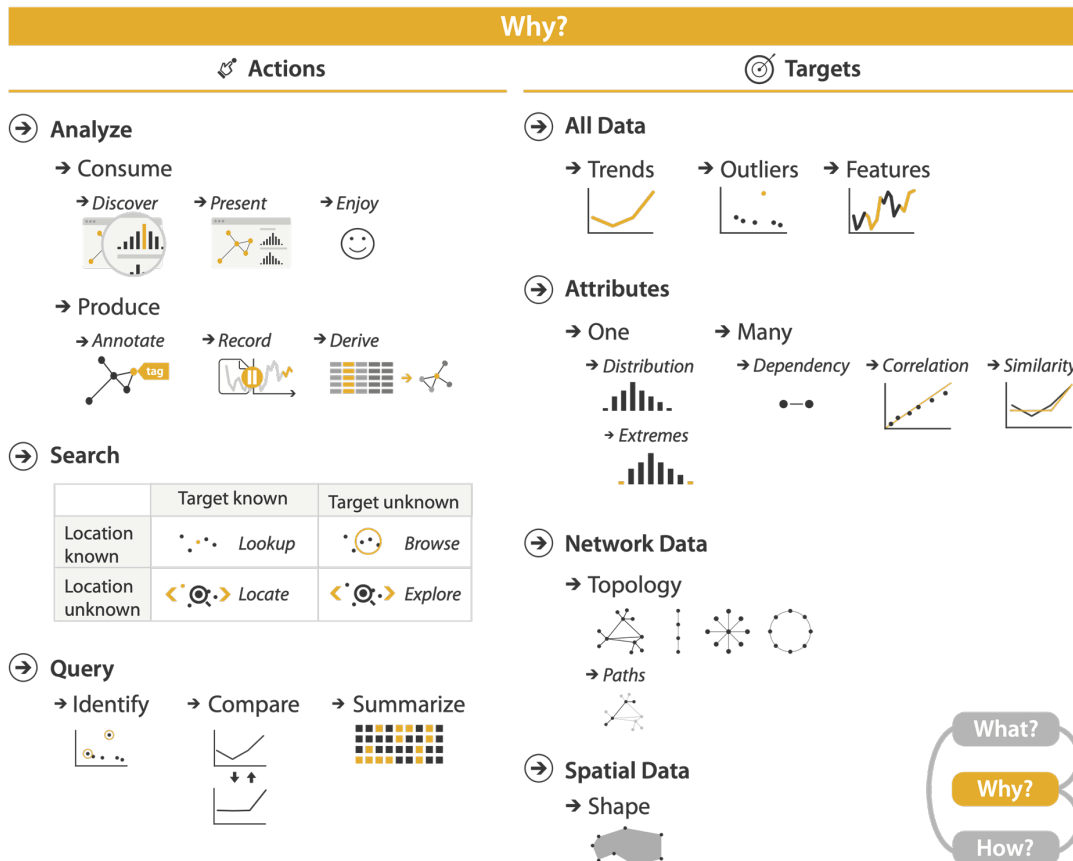 Why?
Actions
Analyze
Consume
Discover
Present
Enjoy
Produce
Annotate
Record
Derive
tag
Search
Target known
Target unknown
Location known
Lookup
Browse
Location unknown
Locate
Explore
Query
Identify
Compare
Summarize
Targets
All Data
Trends
Outliers
Features
Attributes
One
Many
Distribution
Dependency
Correlation
Similarity
Extremes
Network Data
Topology
Paths
Spatial Data
Shape
What?
Why?
How?